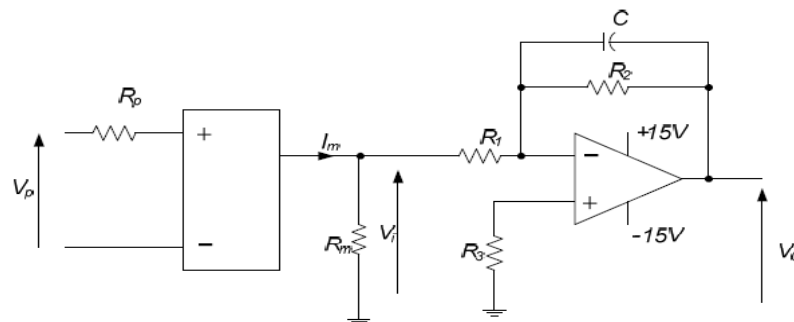 C
R₂
R₁
+15V
-15V
Rₚ
+
−
Iₘ
Vₚ
Rₘ
Vᵢ
−
+
R₃